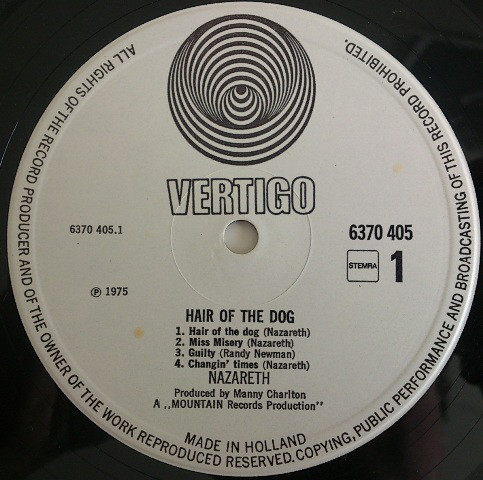 VERTIGO
6370 405.1
6370 405
STEMRA
1
℗ 1975
HAIR OF THE DOG
1. Hair of the dog (Nazareth)
2. Miss Misery (Nazareth)
3. Guilty (Randy Newman)
4. Changin' times (Nazareth)
NAZARETH
Produced by Manny Charlton
A ,,MOUNTAIN Records Production''
MADE IN HOLLAND
ALL RIGHTS OF THE RECORD PRODUCER AND OF THE OWNER OF THE WORK REPRODUCED RESERVED. COPYING, PUBLIC PERFORMANCE AND BROADCASTING OF THIS RECORD PROHIBITED.